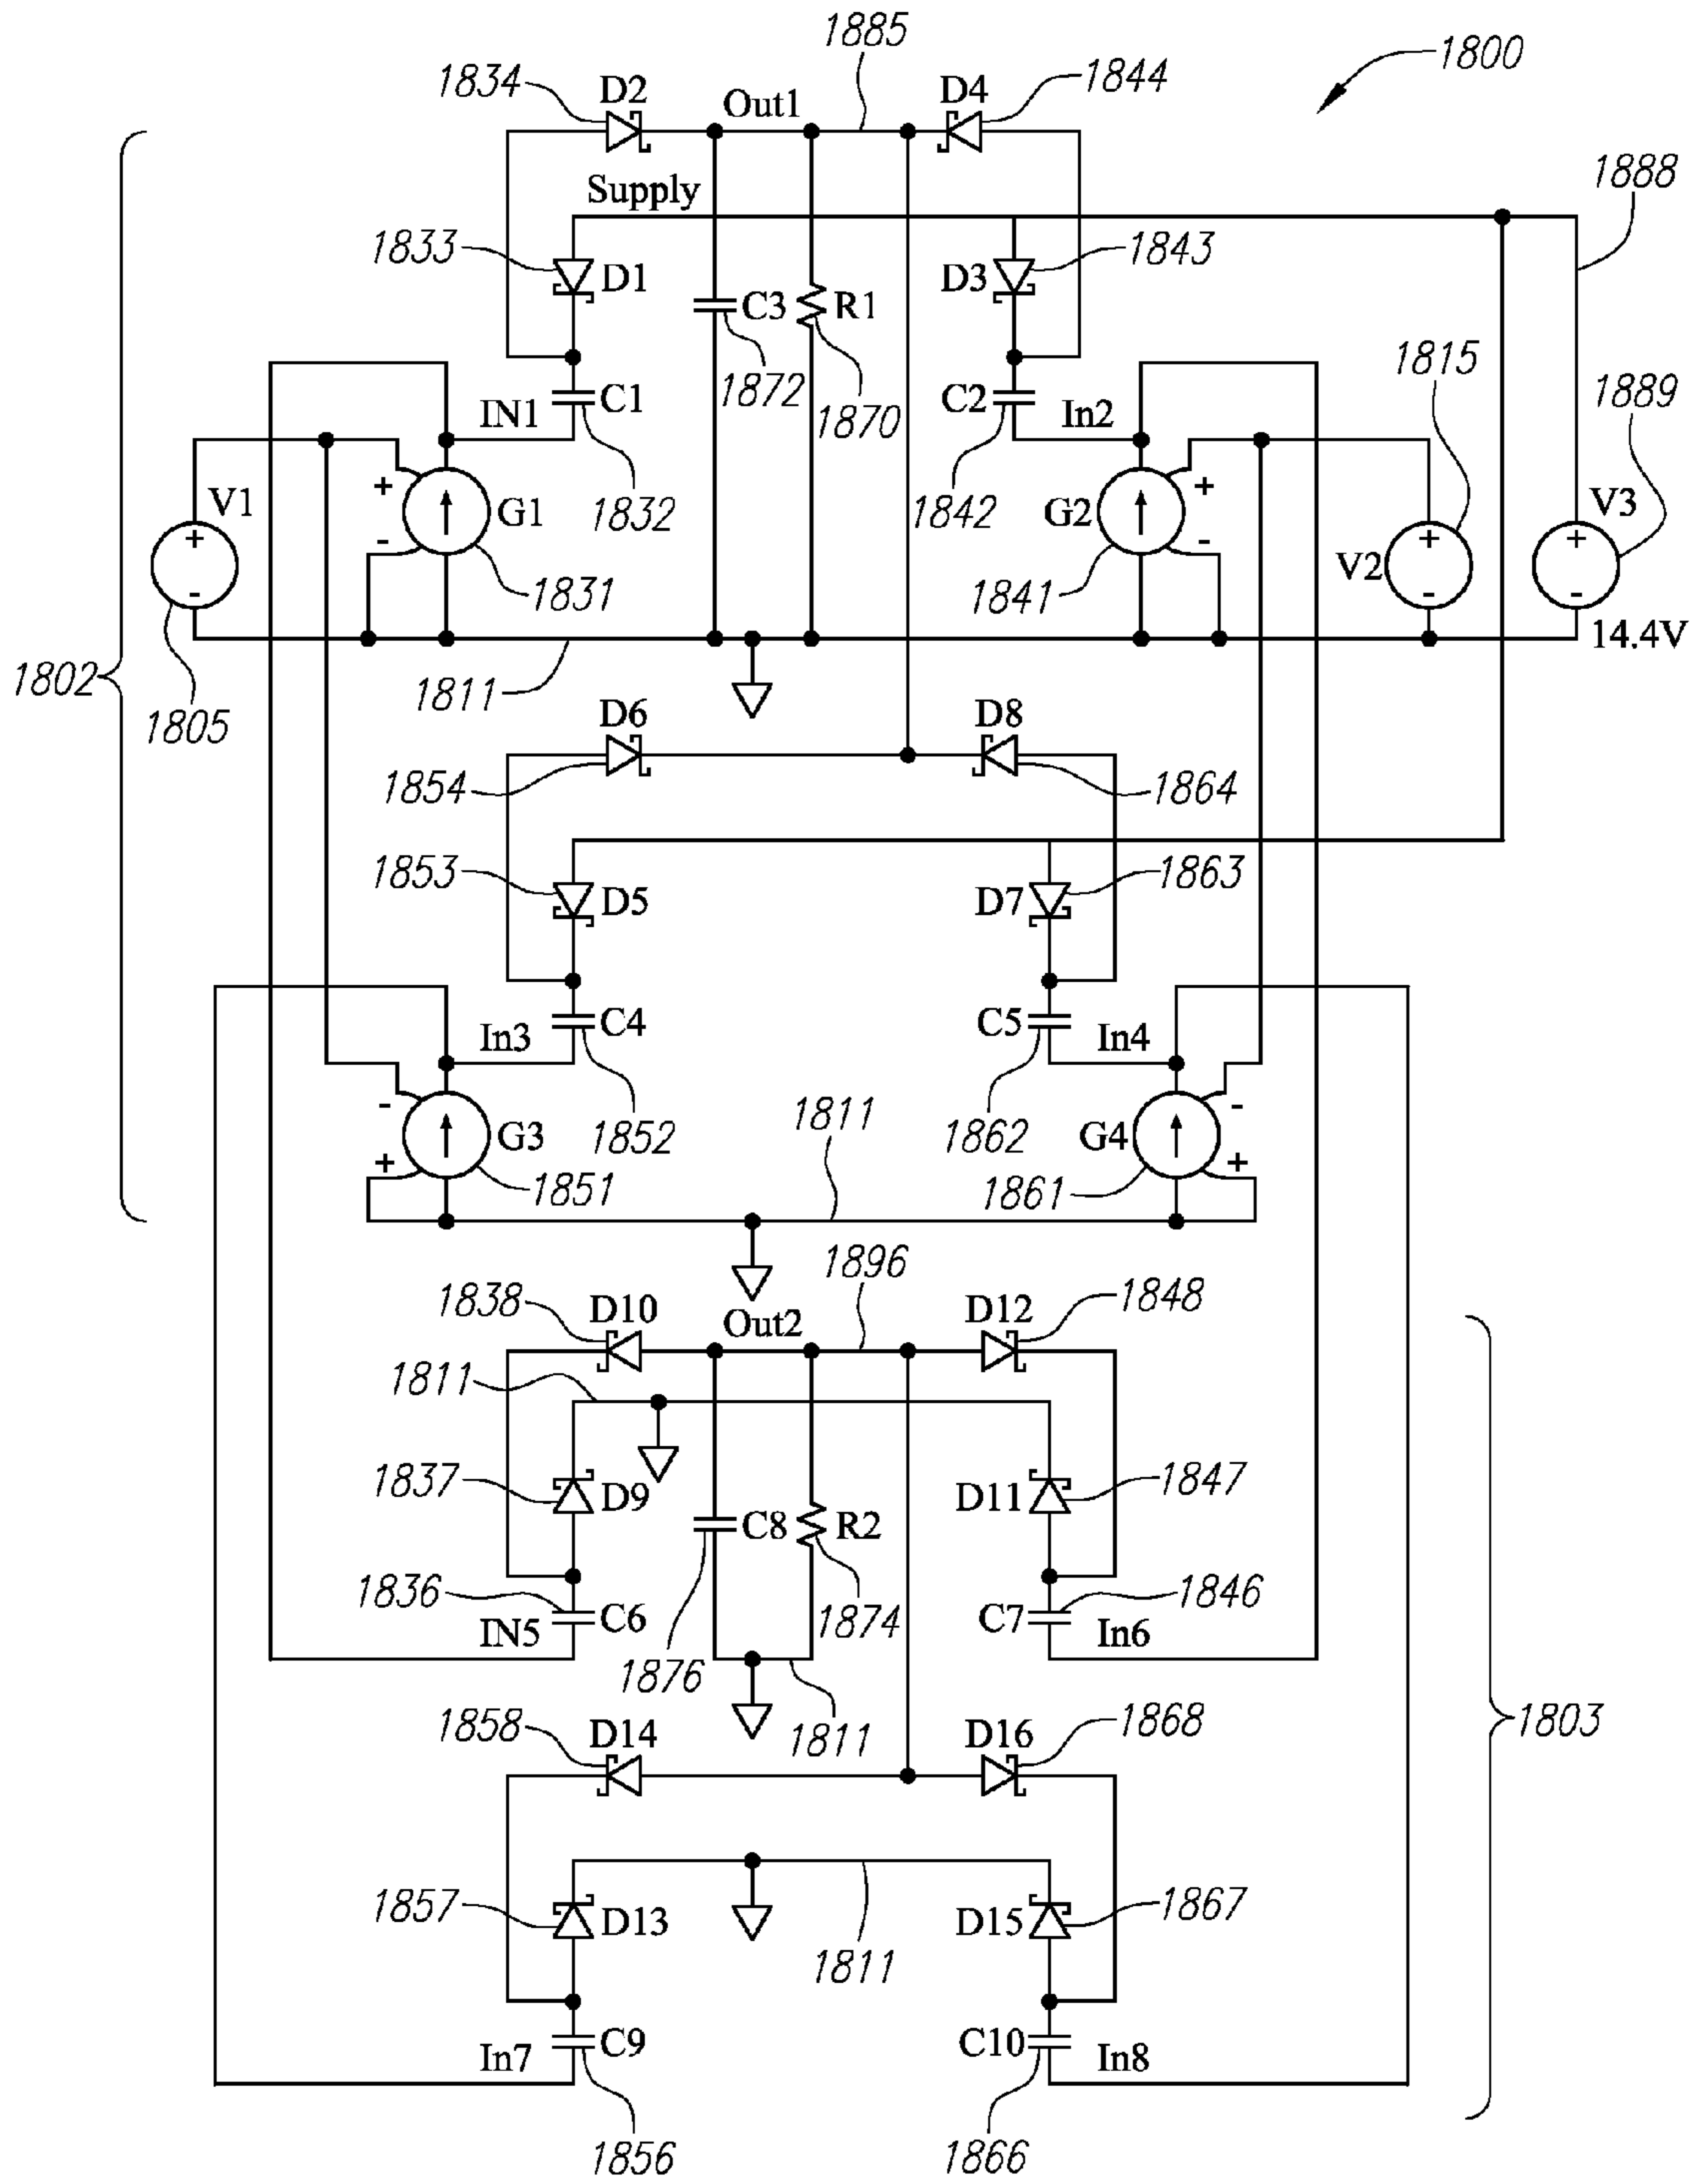 1885
1800
1834
D2
Out1
D4
1844
Supply
1888
1833
D1
C3
R1
D3
1843
1872
1870
1815
1889
IN1
C1
C2
In2
1832
1842
V1
+
-
+
-
G1
G2
+
-
V2
+
-
V3
+
-
14.4V
1831
1841
1802
1805
1811
D6
D8
1854
1864
1853
D5
D7
1863
In3
C4
C5
In4
1852
1862
1811
-
+
G3
G4
-
+
1851
1861
1896
1838
D10
Out2
D12
1848
1811
1837
D9
C8
R2
D11
1847
1836
IN5
C6
1876
1874
C7
In6
1846
1811
1858
D14
D16
1868
1803
1857
D13
D15
1867
1811
In7
C9
C10
In8
1856
1866